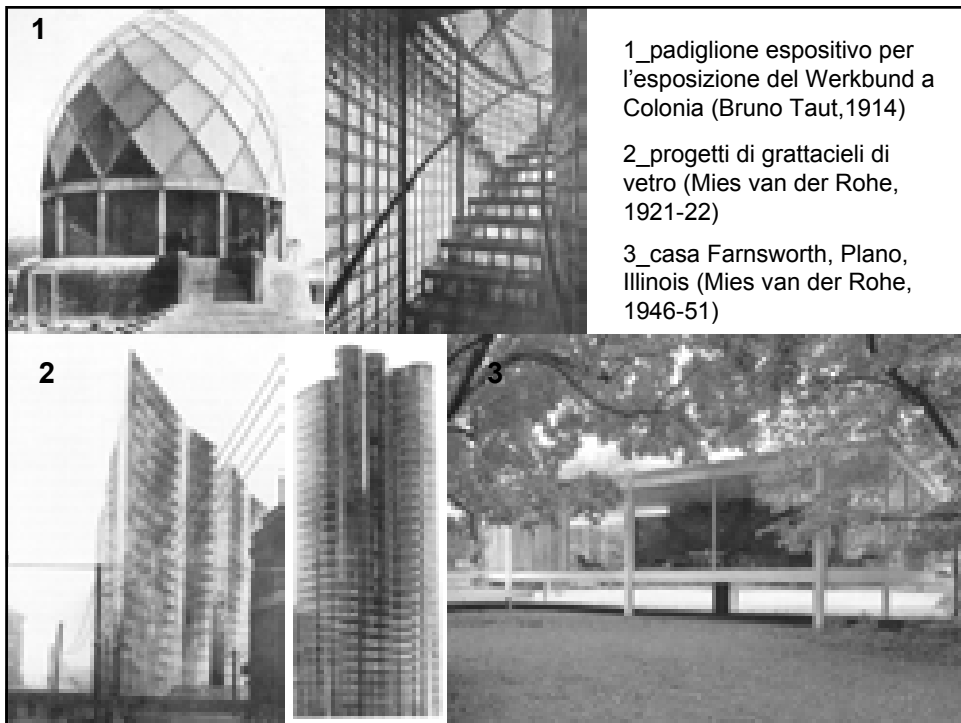 1
1_padiglione espositivo per
l'esposizione del Werkbund a
Colonia (Bruno Taut,1914)
2_progetti di grattacieli di
vetro (Mies van der Rohe,
1921-22)
3_casa Farnsworth, Plano,
Illinois (Mies van der Rohe,
1946-51)
2
3